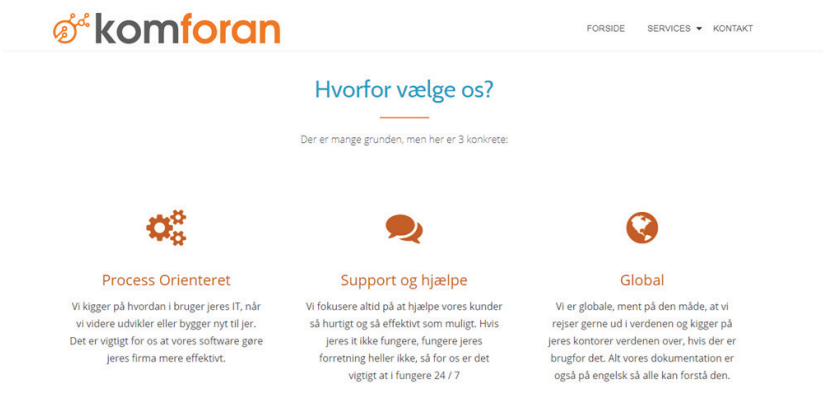 komforan
FORSIDE SERVICES KONTAKT
Hvorfor vælge os?
Der er mange grunden, men her er 3 konkrete:
Process Orienteret
Vi kigger på hvordan i bruger jeres IT, når
vi videre udvikler eller bygger nyt til jer.
Det er vigtigt for os at vores software gøre
jeres firma mere effektivt.
Support og hjælpe
Vi fokusere altid på at hjælpe vores kunder
så hurtigt og så effektivt som muligt. Hvis
jeres it ikke fungere, fungere jeres
forretning heller ikke, så for os er det
vigtigt at i fungere 24 / 7
Global
Vi er globale, ment på den måde, at vi
rejser gerne ud i verdenen og kigger på
jeres kontorer verdenen over, hvis der er
brugfor det. Alt vores dokumentation er
også på engelsk så alle kan forstå den.